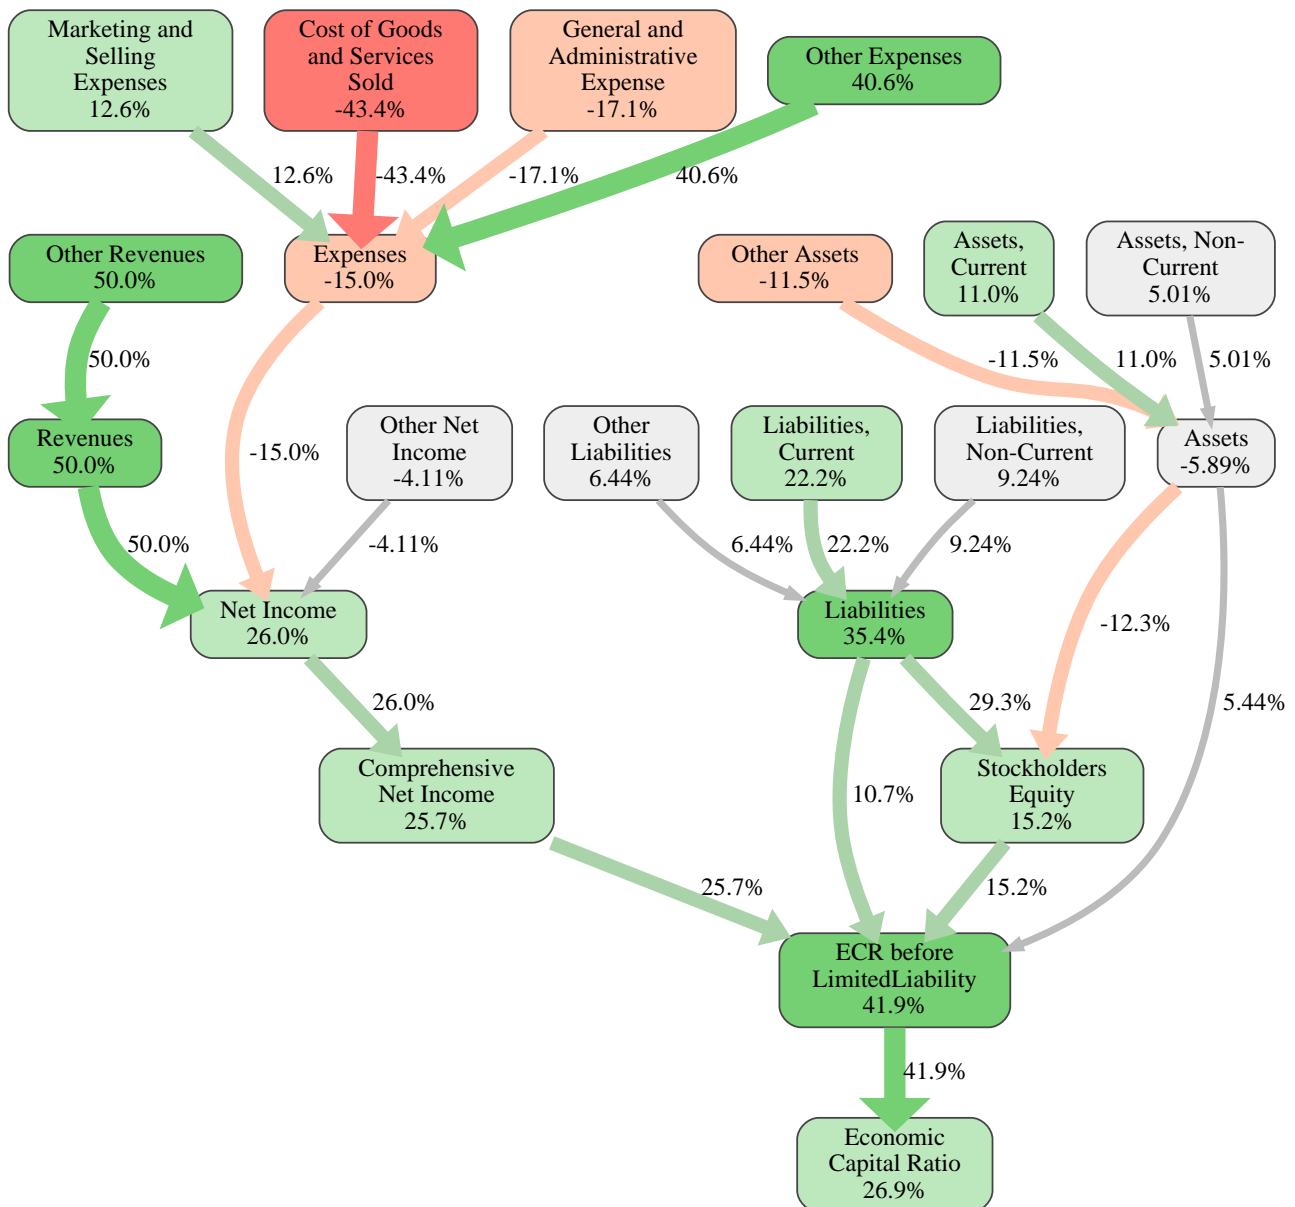 Marketing and
Selling
Expenses
12.6%
Cost of Goods
and Services
Sold
-43.4%
General and
Administrative
Expense
-17.1%
Other Expenses
40.6%
12.6%
-43.4%
-17.1%
40.6%
Other Revenues
50.0%
Expenses
-15.0%
Other Assets
-11.5%
Assets,
Current
11.0%
Assets, Non-
Current
5.01%
50.0%
-11.5%
11.0%
5.01%
Revenues
50.0%
-15.0%
Other Net
Income
-4.11%
Other
Liabilities
6.44%
Liabilities,
Current
22.2%
Liabilities,
Non-Current
9.24%
Assets
-5.89%
50.0%
-4.11%
6.44%
22.2%
9.24%
Net Income
26.0%
Liabilities
35.4%
-12.3%
26.0%
29.3%
5.44%
Comprehensive
Net Income
25.7%
10.7%
Stockholders
Equity
15.2%
25.7%
15.2%
ECR before
LimitedLiability
41.9%
41.9%
Economic
Capital Ratio
26.9%